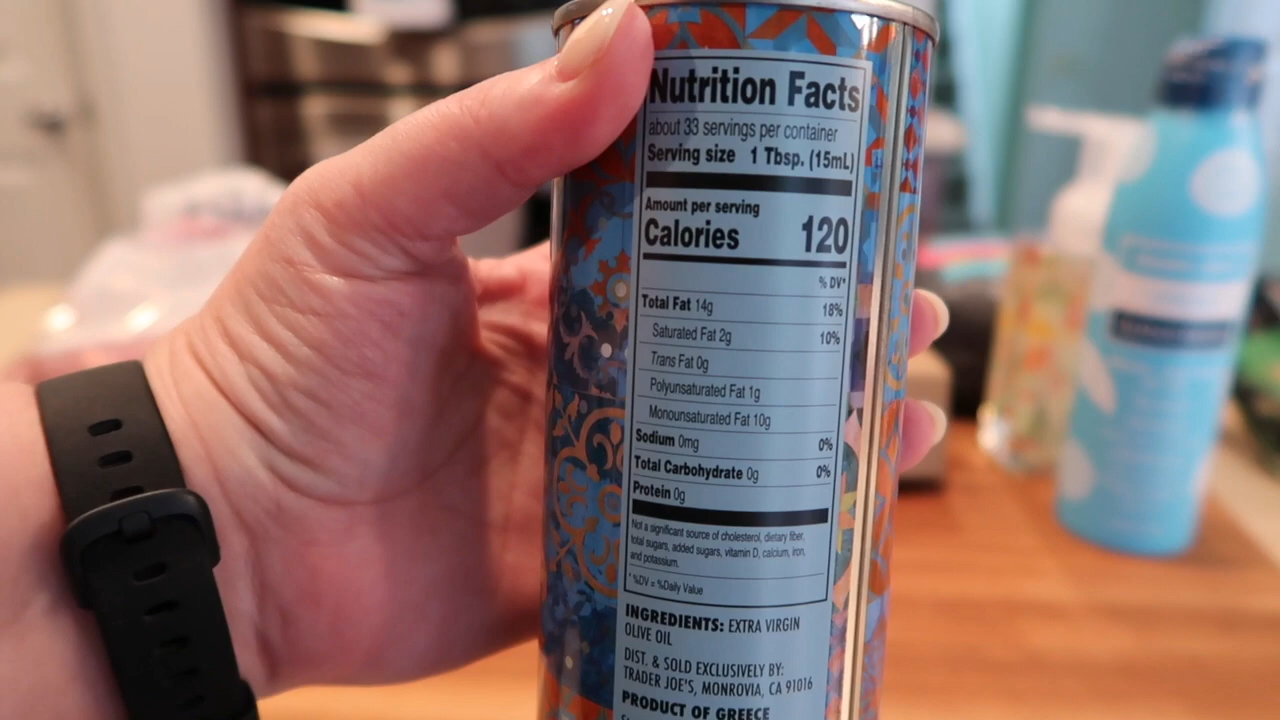 Nutrition Facts
about 33 servings per container
Serving size 1 Tbsp. (15mL)
Amount per serving
Calories 120
% DV*
Total Fat 14g 18%
Saturated Fat 2g 10%
Trans Fat 0g
Polyunsaturated Fat 1g
Monounsaturated Fat 10g
Sodium 0mg 0%
Total Carbohydrate 0g 0%
Protein 0g
Not a significant source of cholesterol, dietary fiber,
total sugars, added sugars, vitamin D, calcium, iron,
and potassium.
* %DV = %Daily Value
INGREDIENTS: EXTRA VIRGIN
OLIVE OIL
DIST. & SOLD EXCLUSIVELY BY:
TRADER JOE'S, MONROVIA, CA 91016
PRODUCT OF GREECE